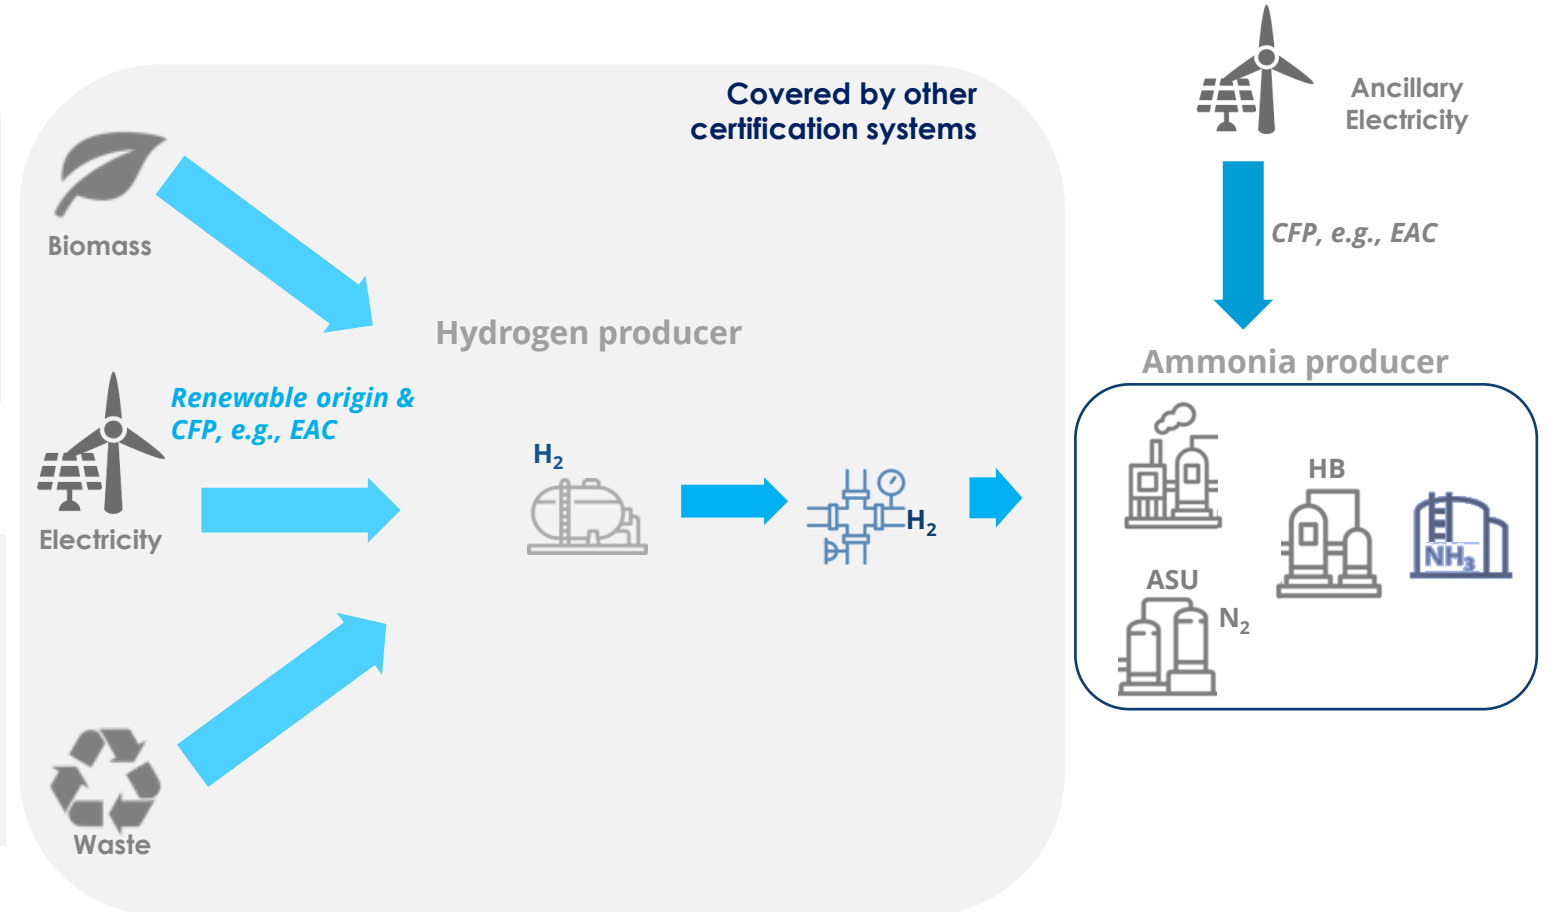 Covered by other
certification systems
Ancillary
Electricity
Biomass
CFP, e.g., EAC
Hydrogen producer
Ammonia producer
Renewable origin &
CFP, e.g., EAC
Electricity
H₂
H₂
HB
NH₃
ASU
N₂
Waste